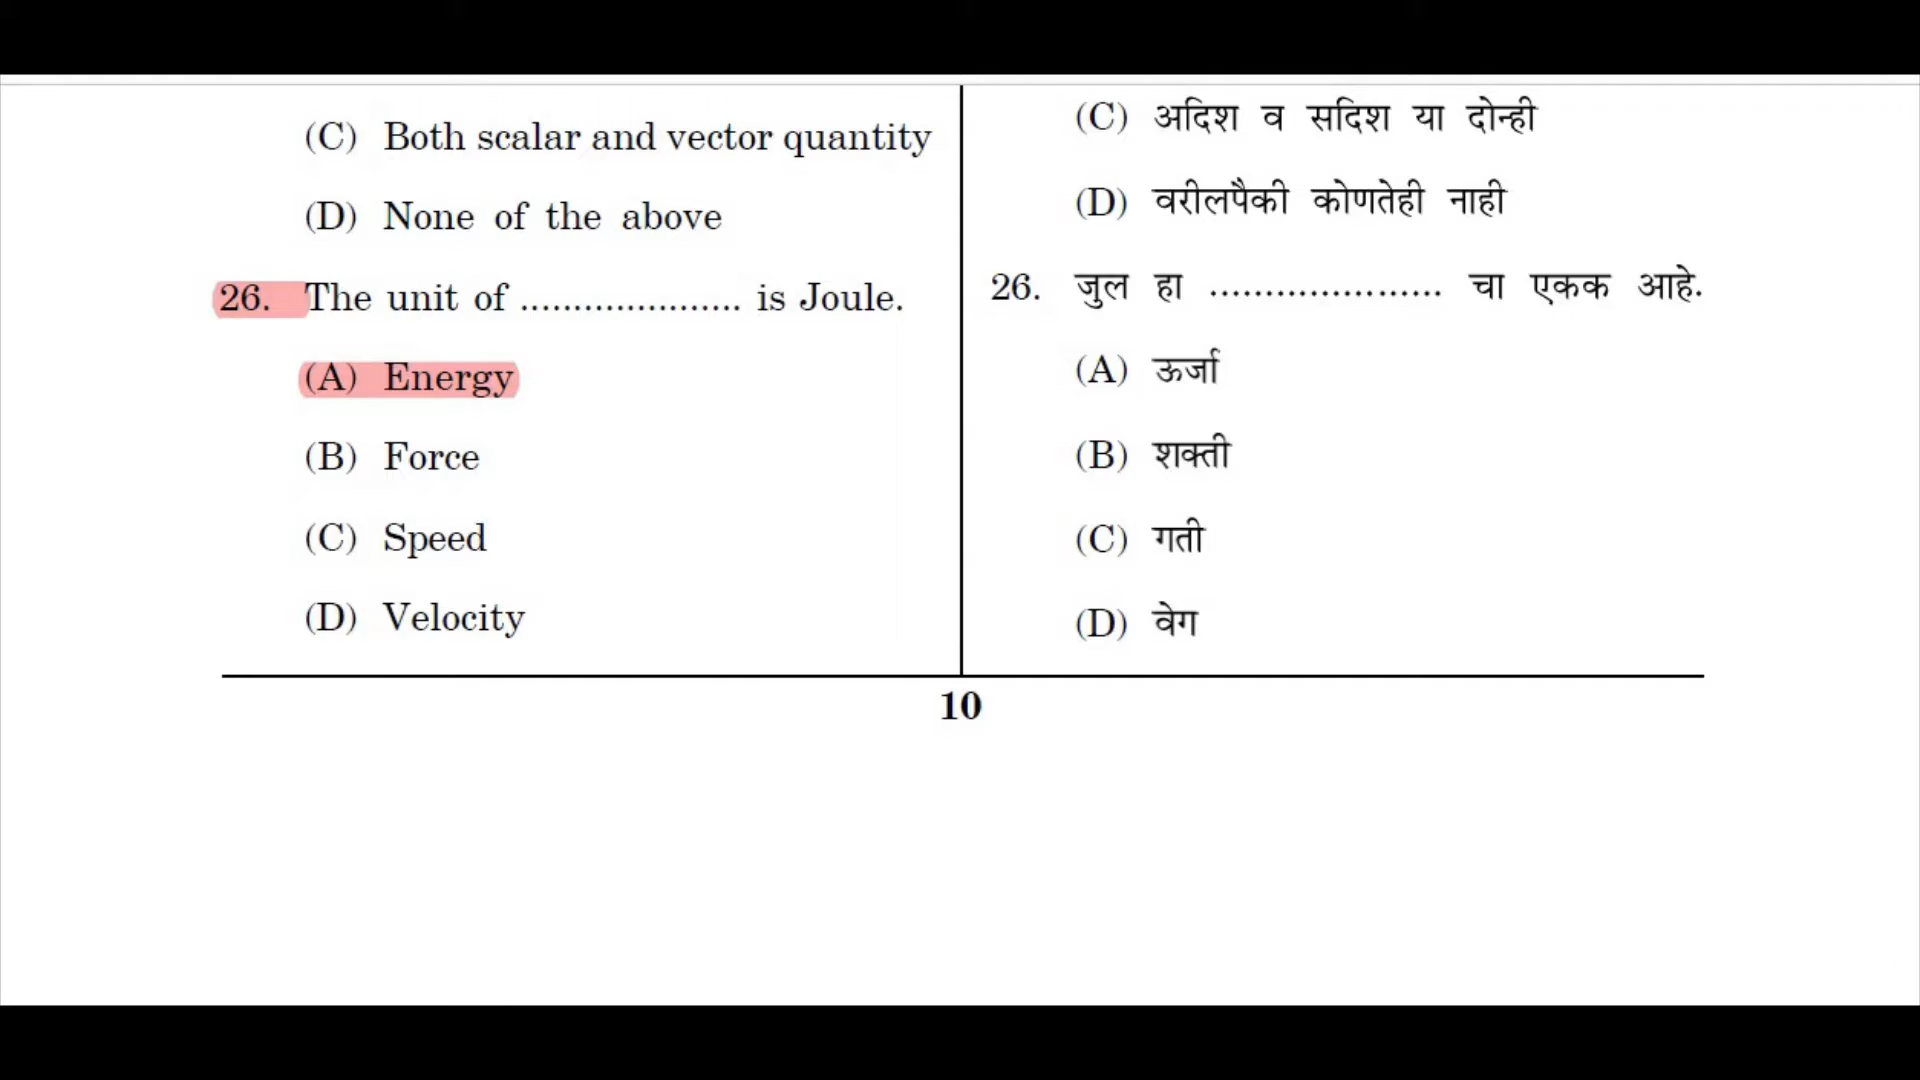 (C) Both scalar and vector quantity
(D) None of the above
26. The unit of ..................... is Joule.
(A) Energy
(B) Force
(C) Speed
(D) Velocity
(C) अदिश व सदिश या दोन्ही
(D) वरीलपैकी कोणतेही नाही
26. जुल हा ..................... चा एकक आहे.
(A) ऊर्जा
(B) शक्ती
(C) गती
(D) वेग
10